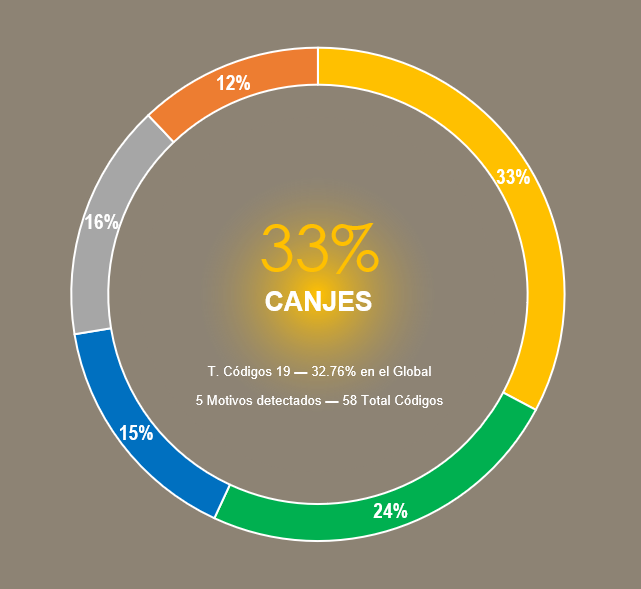 12%
33%
16%
33%
CANJES
T. Códigos 19 — 32.76% en el Global
5 Motivos detectados — 58 Total Códigos
15%
24%